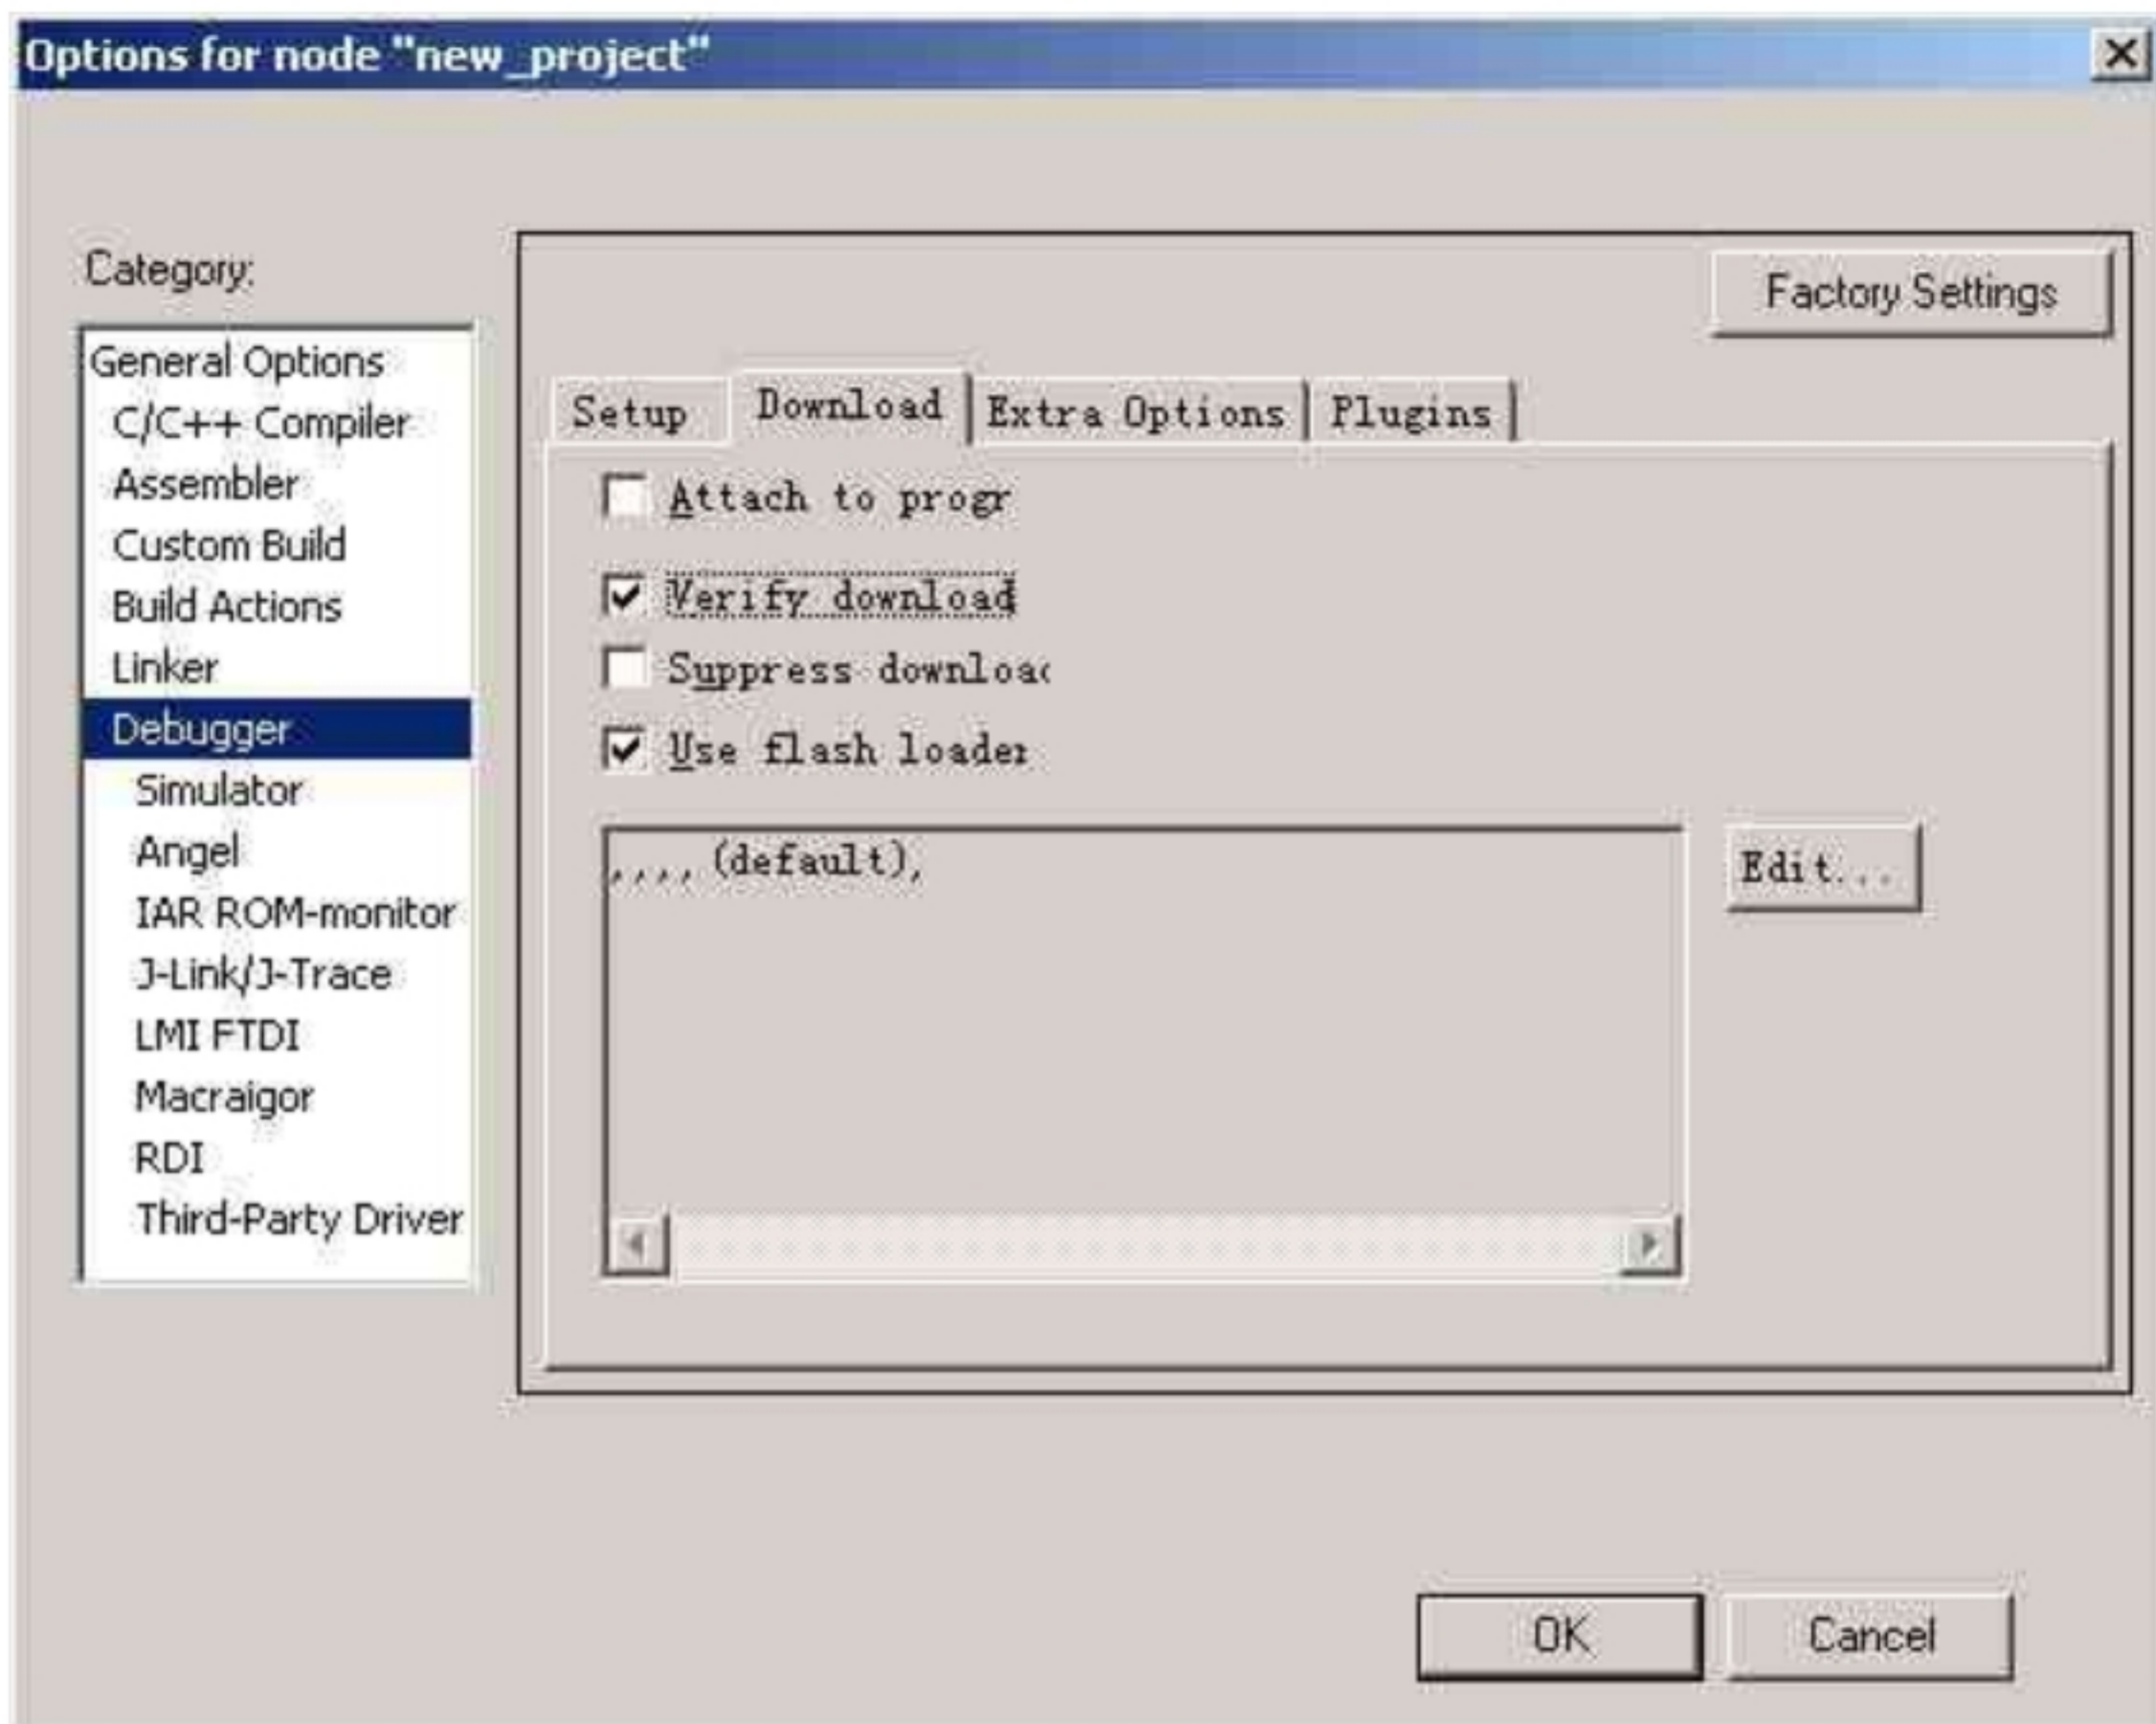 Options for node "new_project"
Category:
Factory Settings
General Options
C/C++ Compiler
Assembler
Custom Build
Build Actions
Linker
Debugger
Simulator
Angel
IAR ROM-monitor
J-Link/J-Trace
LMI FTDI
Macraigor
RDI
Third-Party Driver
Setup Download Extra Options Plugins
Attach to progr
Verify download
Suppress downloac
Use flash loader
,,,, (default),
Edit...
OK Cancel